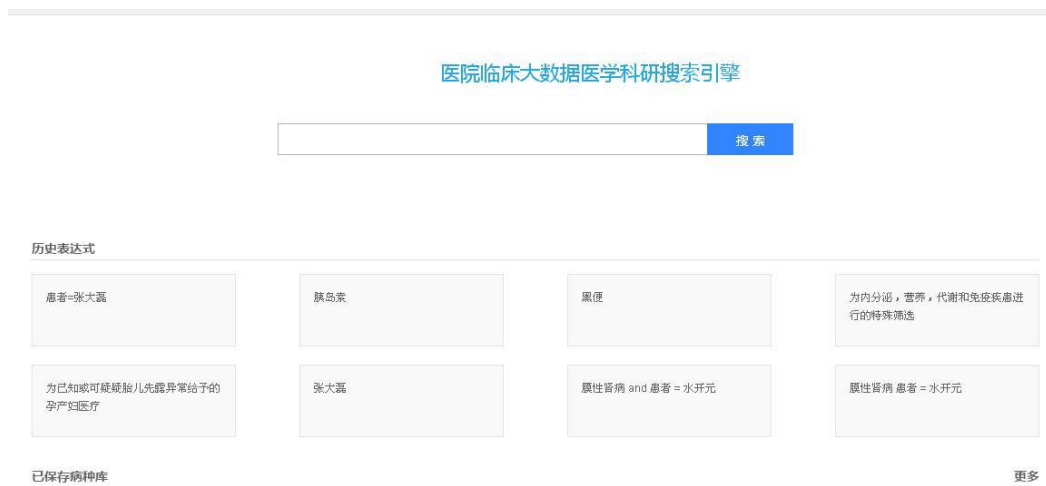 医院临床大数据医学科研搜索引擎
搜 索
历史表达式
患者=张大磊
胰岛素
黑便
为内分泌，营养，代谢和免疫疾患进
行的特殊筛选
为已知或可疑疑胎儿先露异常给予的
孕产妇医疗
张大磊
膜性肾病 and 患者 = 水开元
膜性肾病 患者 = 水开元
已保存病种库
更多